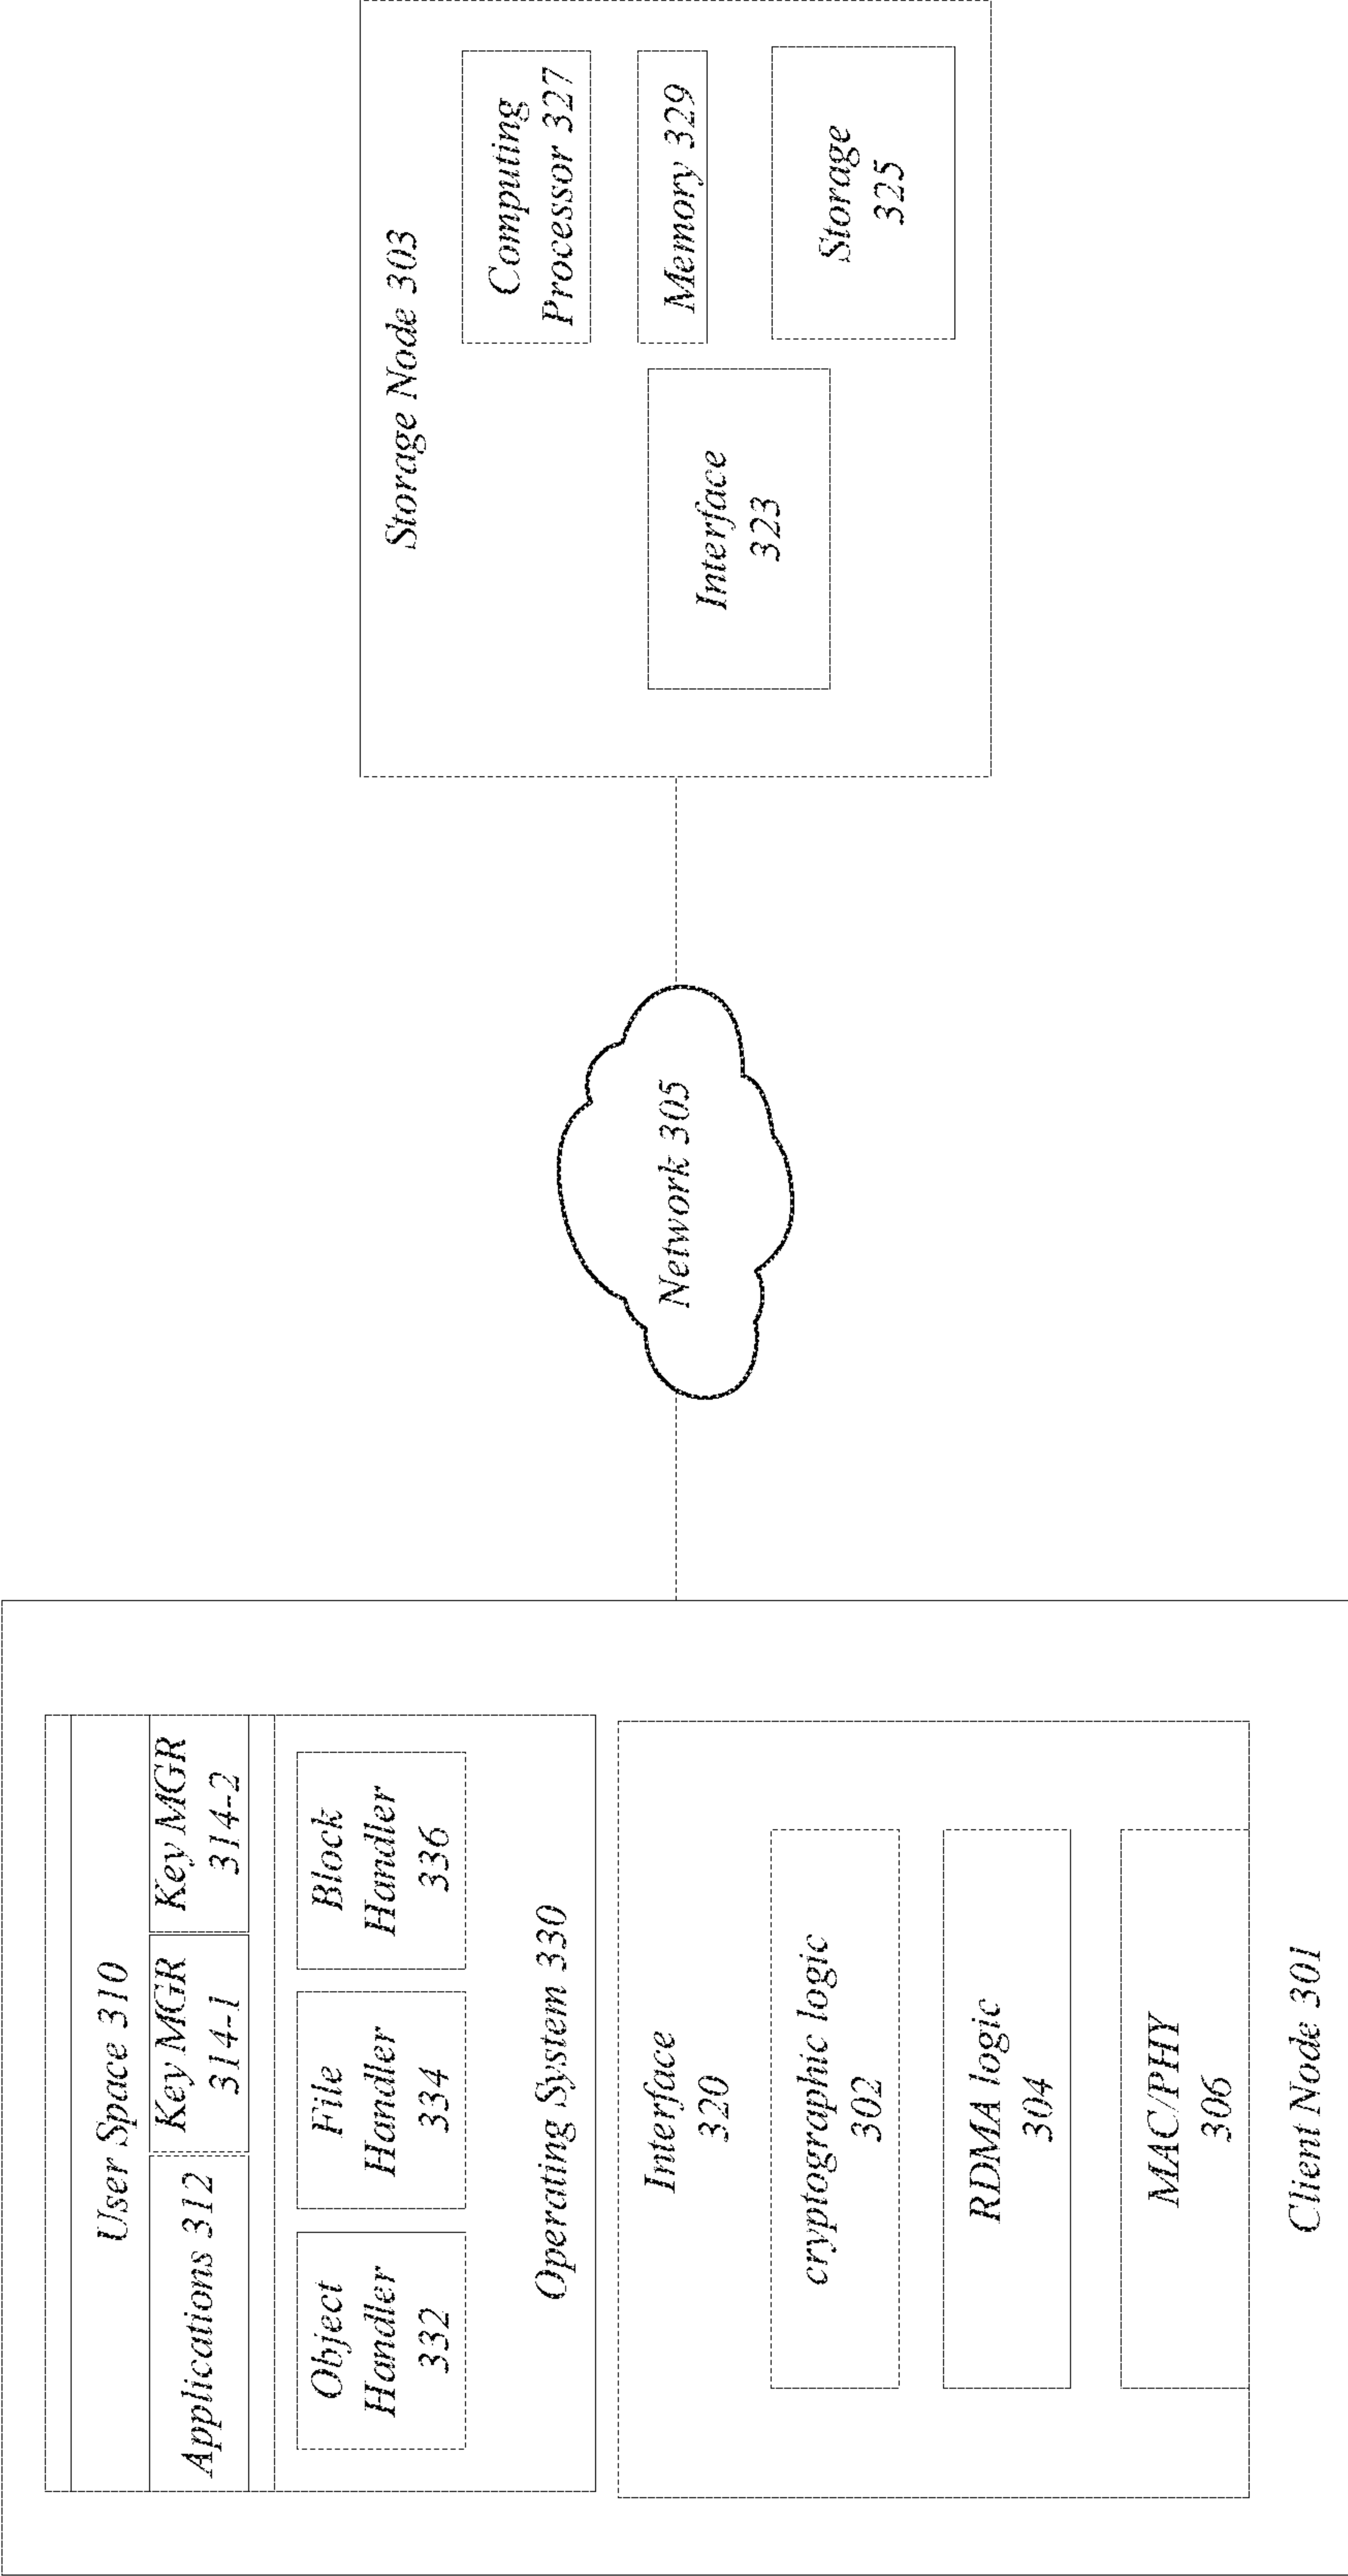 User Space 310
Applications 312
Key MGR
314-1
Key MGR
314-2
Object
Handler
332
File
Handler
334
Block
Handler
336
Operating System 330
Interface
320
cryptographic logic
302
RDMA logic
304
MAC/PHY
306
Client Node 301
Network 305
Storage Node 303
Interface
323
Computing
Processor 327
Memory 329
Storage
325